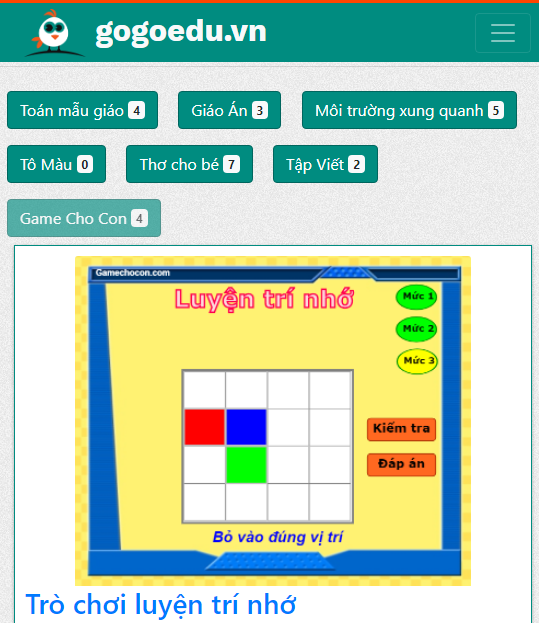 gogoedu.vn
Toán mẫu giáo 4
Giáo Án 3
Môi trường xung quanh 5
Tô Màu 0
Thơ cho bé 7
Tập Viết 2
Game Cho Con 4
Gamechocon.com
Luyện trí nhớ
Mức 1
Mức 2
Mức 3
Kiểm tra
Đáp án
Bỏ vào đúng vị trí
Trò chơi luyện trí nhớ